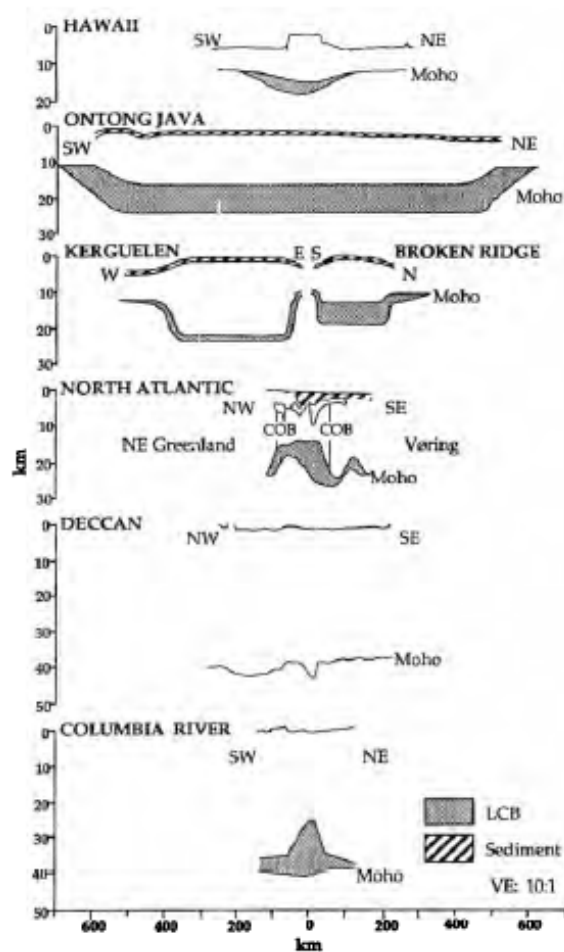 HAWAII
0
SW NE
10
Moho
20
ONTONG JAVA
0
SW NE
10
20 Moho
30
KERGUELEN E S BROKEN RIDGE
0
W N
10 Moho
20
30
NORTH ATLANTIC
0
NW SE
10 COB COB
NE Greenland Vøring
20
Moho
km
30
DECCAN
0
NW SE
10
20
30
40 Moho
50
COLUMBIA RIVER
0
SW NE
10
20
LCB
30
Sediment
40 Moho
VE: 10:1
50
600 400 200 0 200 400 600
km